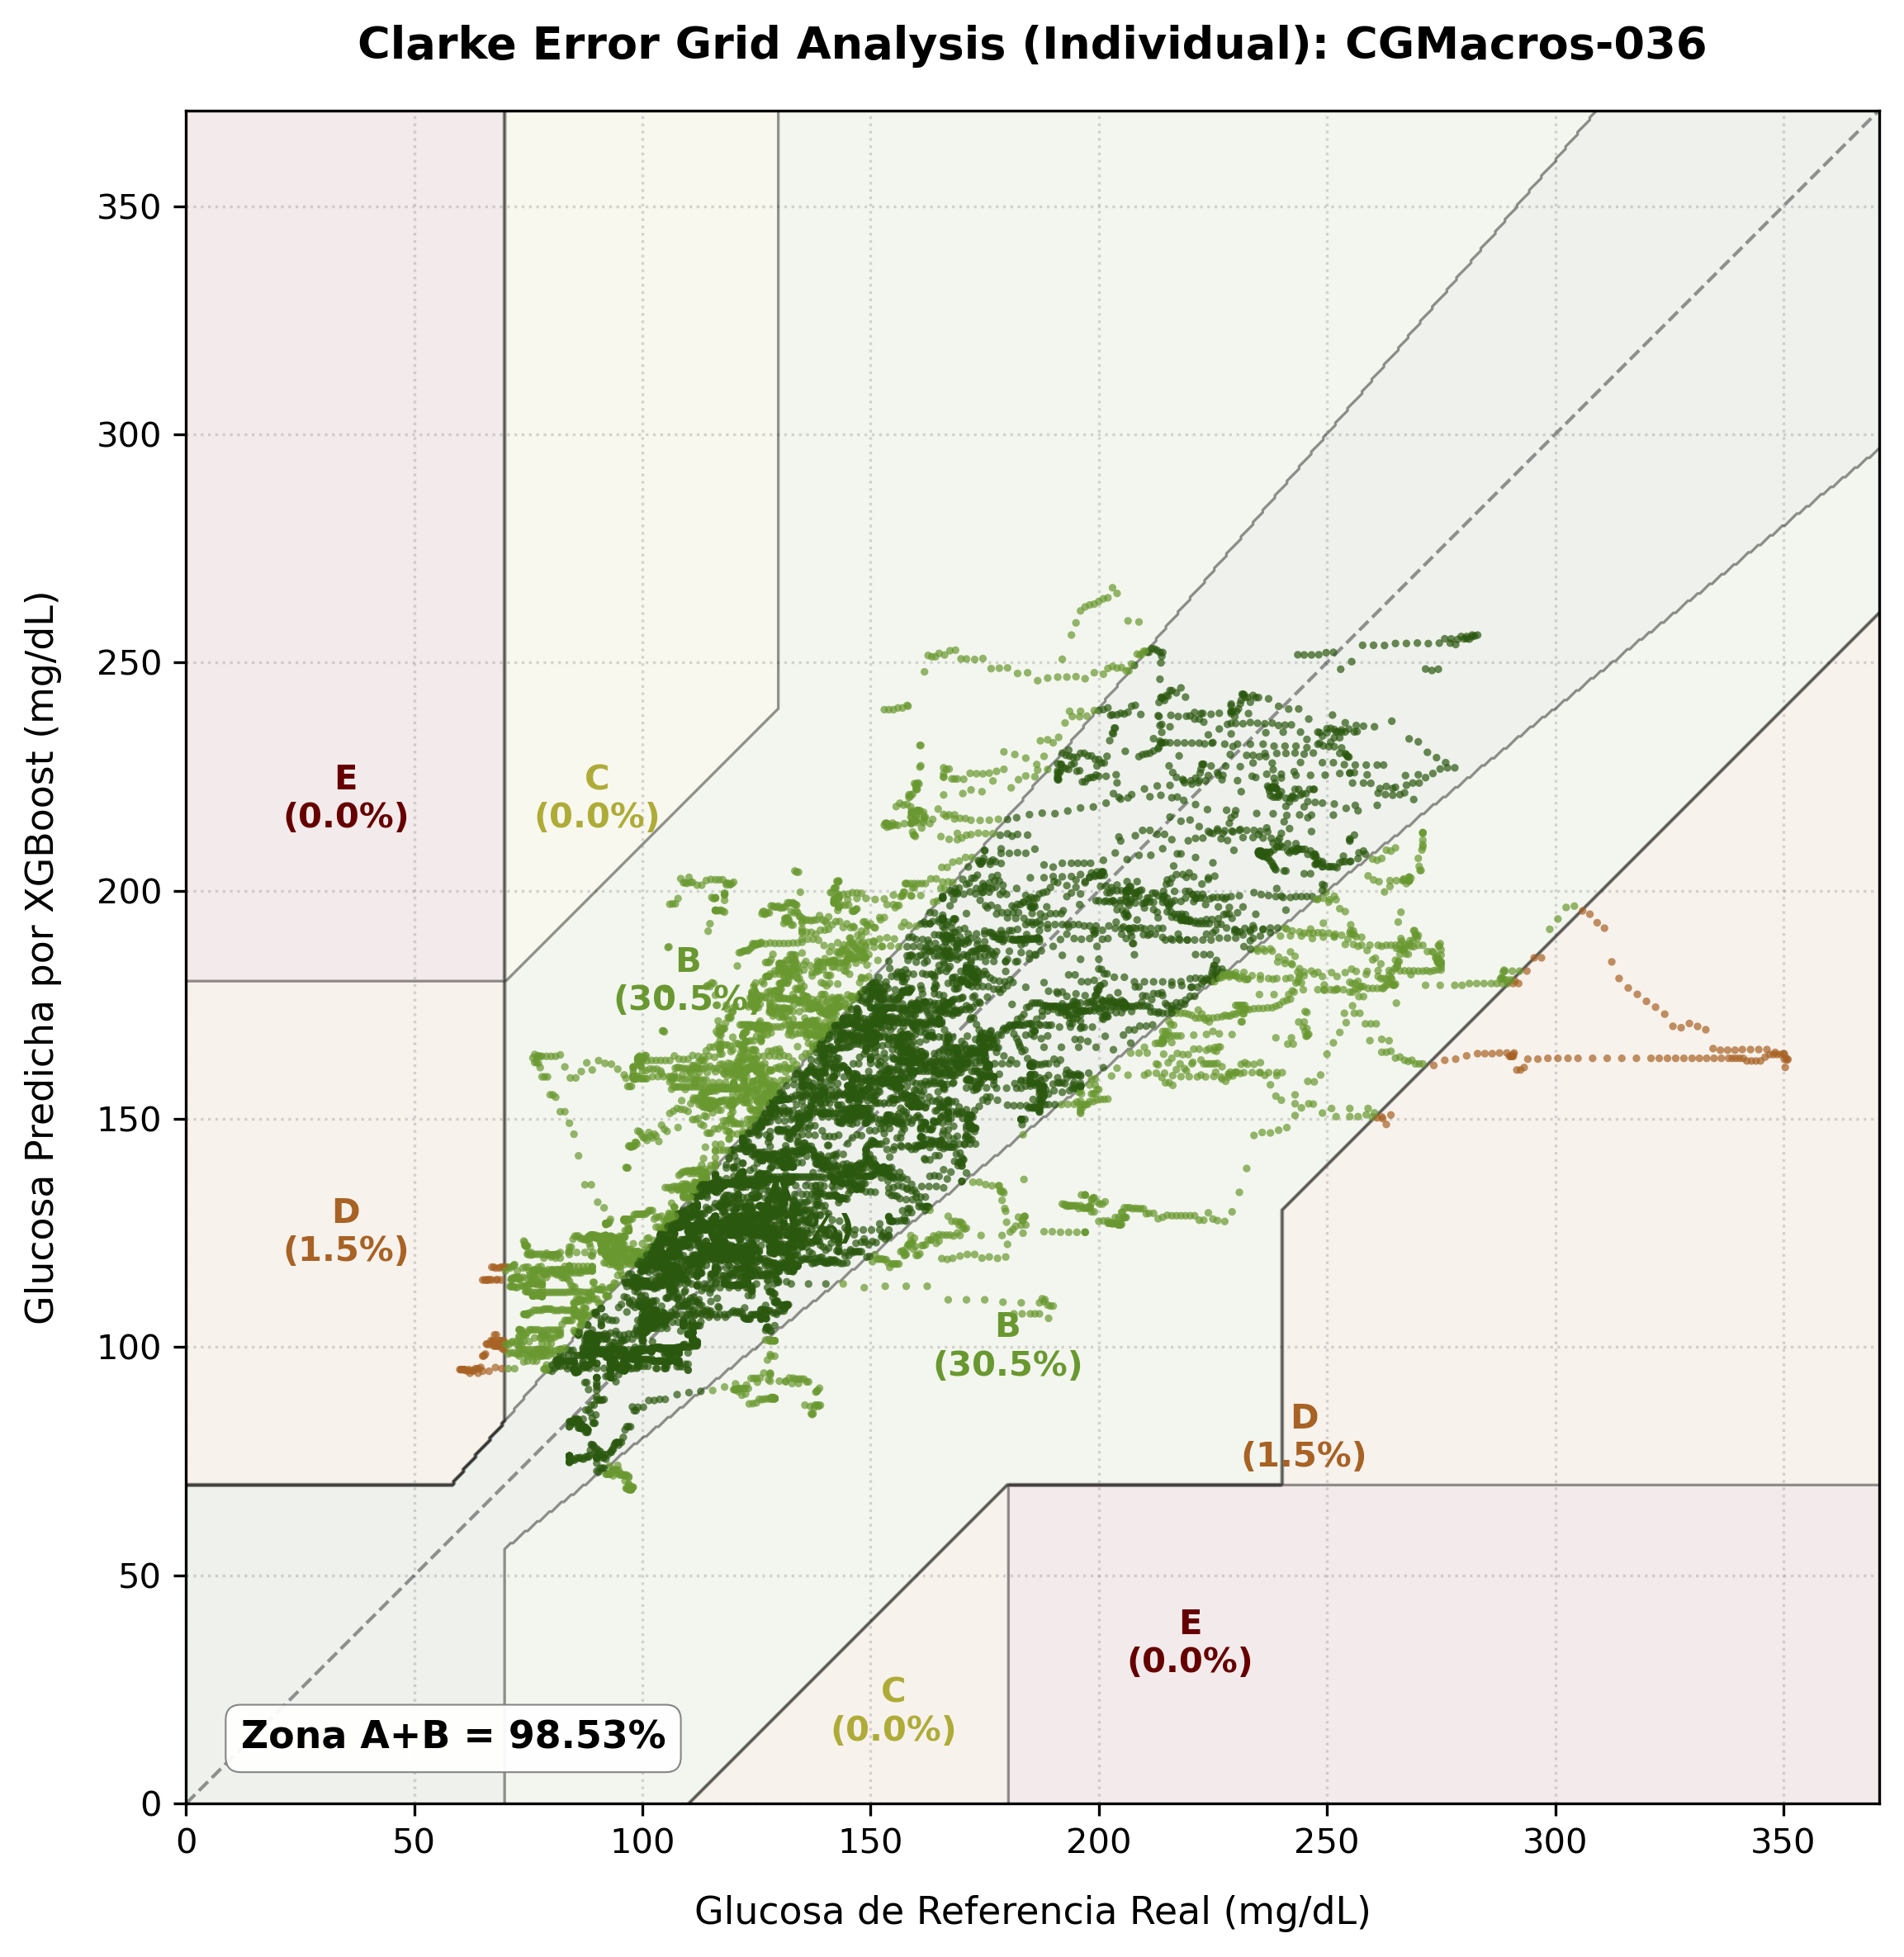 Clarke Error Grid Analysis (Individual): CGMacros-036
Glucosa Predicha por XGBoost (mg/dL)
350
300
250
200
150
100
50
0
E
(0.0%)
C
(0.0%)
B
(30.5%
D
(1.5%)
)
B
(30.5%)
D
(1.5%)
E
(0.0%)
C
(0.0%)
Zona A+B = 98.53%
0 50 100 150 200 250 300 350
Glucosa de Referencia Real (mg/dL)